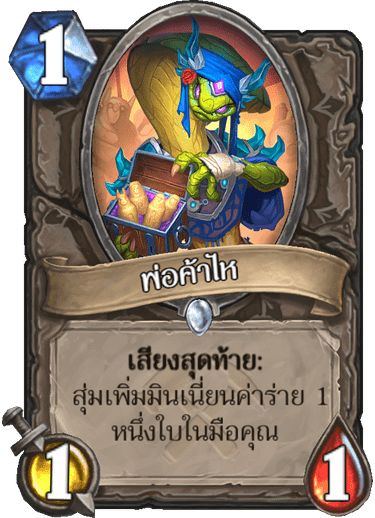 1
พ่อค้าไห
เสียงสุดท้าย:
สุ่มเพิ่มมินเนี่ยนค่าร่าย 1
หนึ่งใบในมือคุณ
1
1